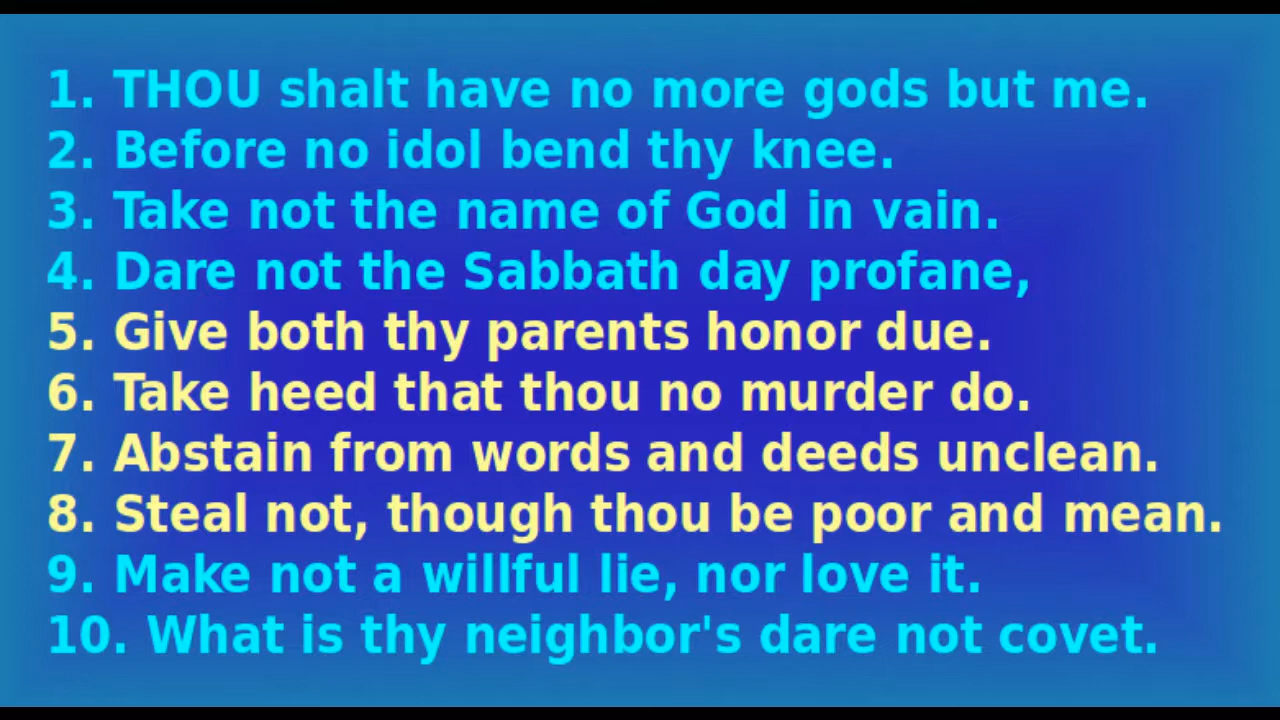 1. THOU shalt have no more gods but me.
2. Before no idol bend thy knee.
3. Take not the name of God in vain.
4. Dare not the Sabbath day profane,
5. Give both thy parents honor due.
6. Take heed that thou no murder do.
7. Abstain from words and deeds unclean.
8. Steal not, though thou be poor and mean.
9. Make not a willful lie, nor love it.
10. What is thy neighbor's dare not covet.